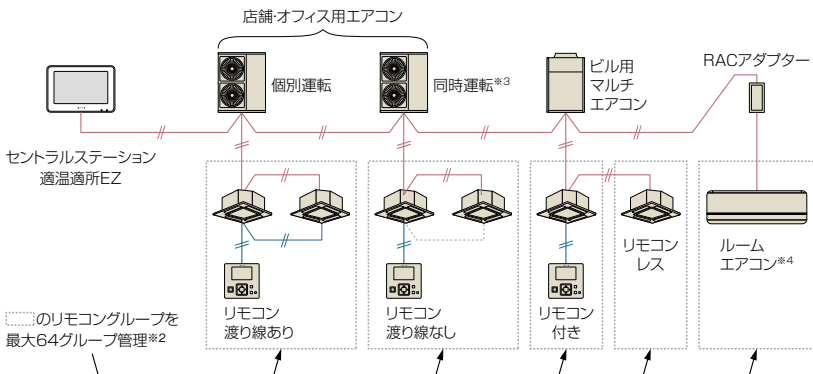 店舗・オフィス用エアコン
個別運転
同時運転※3
ビル用
マルチ
エアコン
RACアダプター
セントラルステーション
適温適所EZ
リモコン
渡り線あり
リモコン
渡り線なし
リモコン
付き
リモコン
レス
ルーム
エアコン※4
のリモコングループを
最大64グループ管理※2